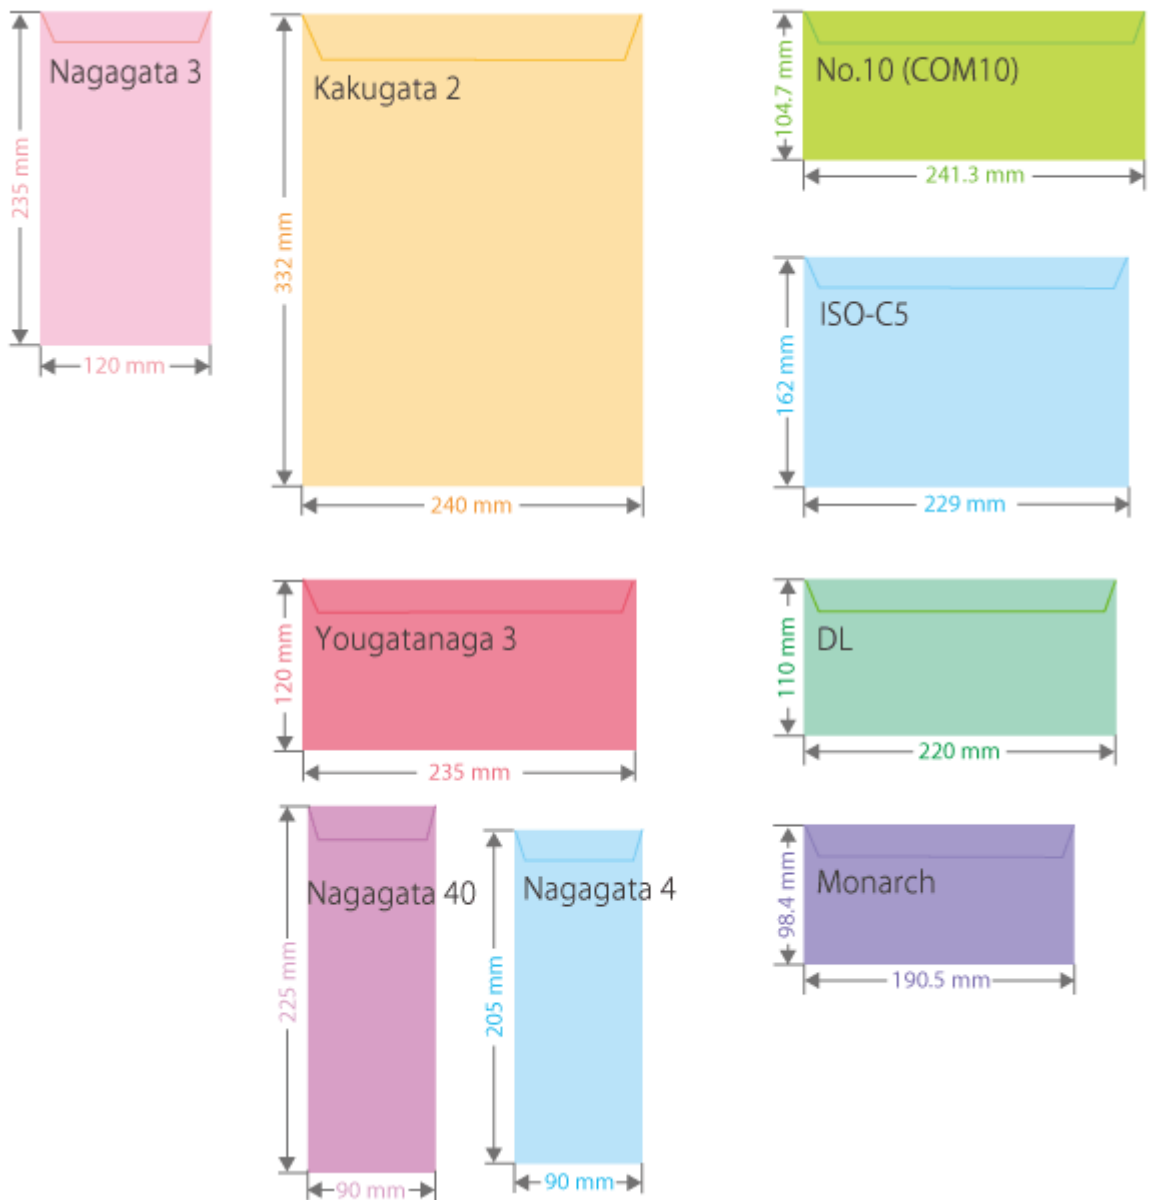 Nagagata 3
235 mm
120 mm
Kakugata 2
332 mm
240 mm
No.10 (COM10)
104.7 mm
241.3 mm
ISO-C5
162 mm
229 mm
Yougatanaga 3
120 mm
235 mm
DL
110 mm
220 mm
Nagagata 40
225 mm
90 mm
Nagagata 4
205 mm
90 mm
Monarch
98.4 mm
190.5 mm